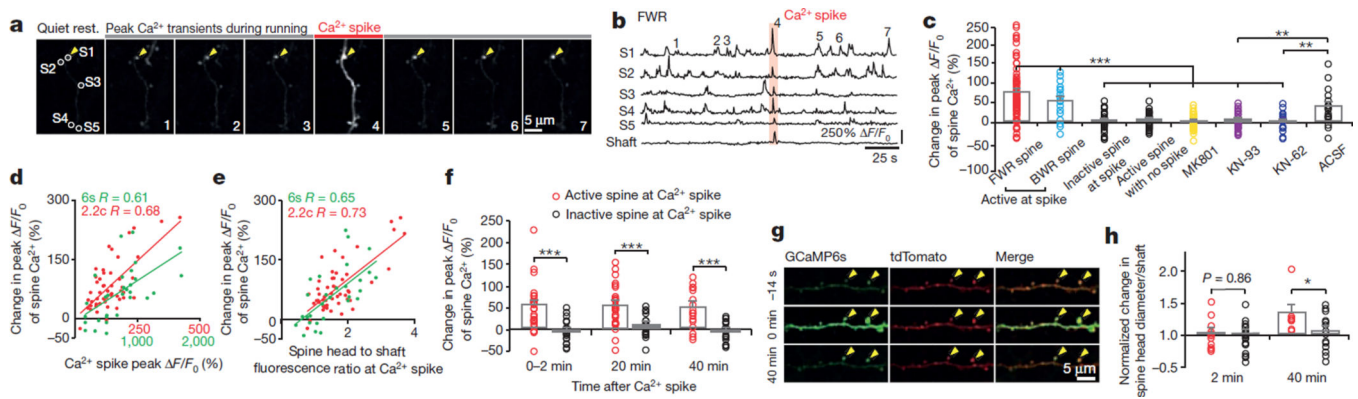 a
Quiet rest.
Peak Ca²⁺ transients during running
Ca²⁺ spike
S1
S2
S3
S4
S5
1
2
3
4
5
6
5 μm
7
b
FWR
Ca²⁺ spike
4
S1
1
2
3
5
6
7
S2
S3
S4
S5
Shaft
250% ΔF/F₀
25 s
c
Change in peak ΔF/F₀
of spine Ca²⁺ (%)
250
200
150
100
50
0
−50
−100
***
**
**
FWR spine
BWR spine
Inactive spine
at spike
Active spine
with no spike
MK801
KN-93
KN-62
ACSF
Active at spike
d
6s R = 0.61
2.2c R = 0.68
Change in peak ΔF/F₀
of spine Ca²⁺ (%)
300
150
0
−50
250
500
1,000
2,000
Ca²⁺ spike peak ΔF/F₀ (%)
e
6s R = 0.65
2.2c R = 0.73
Change in peak ΔF/F₀
of spine Ca²⁺ (%)
300
150
0
−50
2
4
Spine head to shaft
fluorescence ratio at Ca²⁺ spike
f
Active spine at Ca²⁺ spike
Inactive spine at Ca²⁺ spike
Change in peak ΔF/F₀
of spine Ca²⁺ (%)
250
200
150
100
50
0
−50
***
***
***
0–2 min
20 min
40 min
Time after Ca²⁺ spike
g
GCaMP6s
tdTomato
Merge
−14 s
0 min
40 min
5 μm
h
Normalized change in
spine head diameter/shaft
2.0
1.5
1.0
P = 0.86
*
2 min
40 min